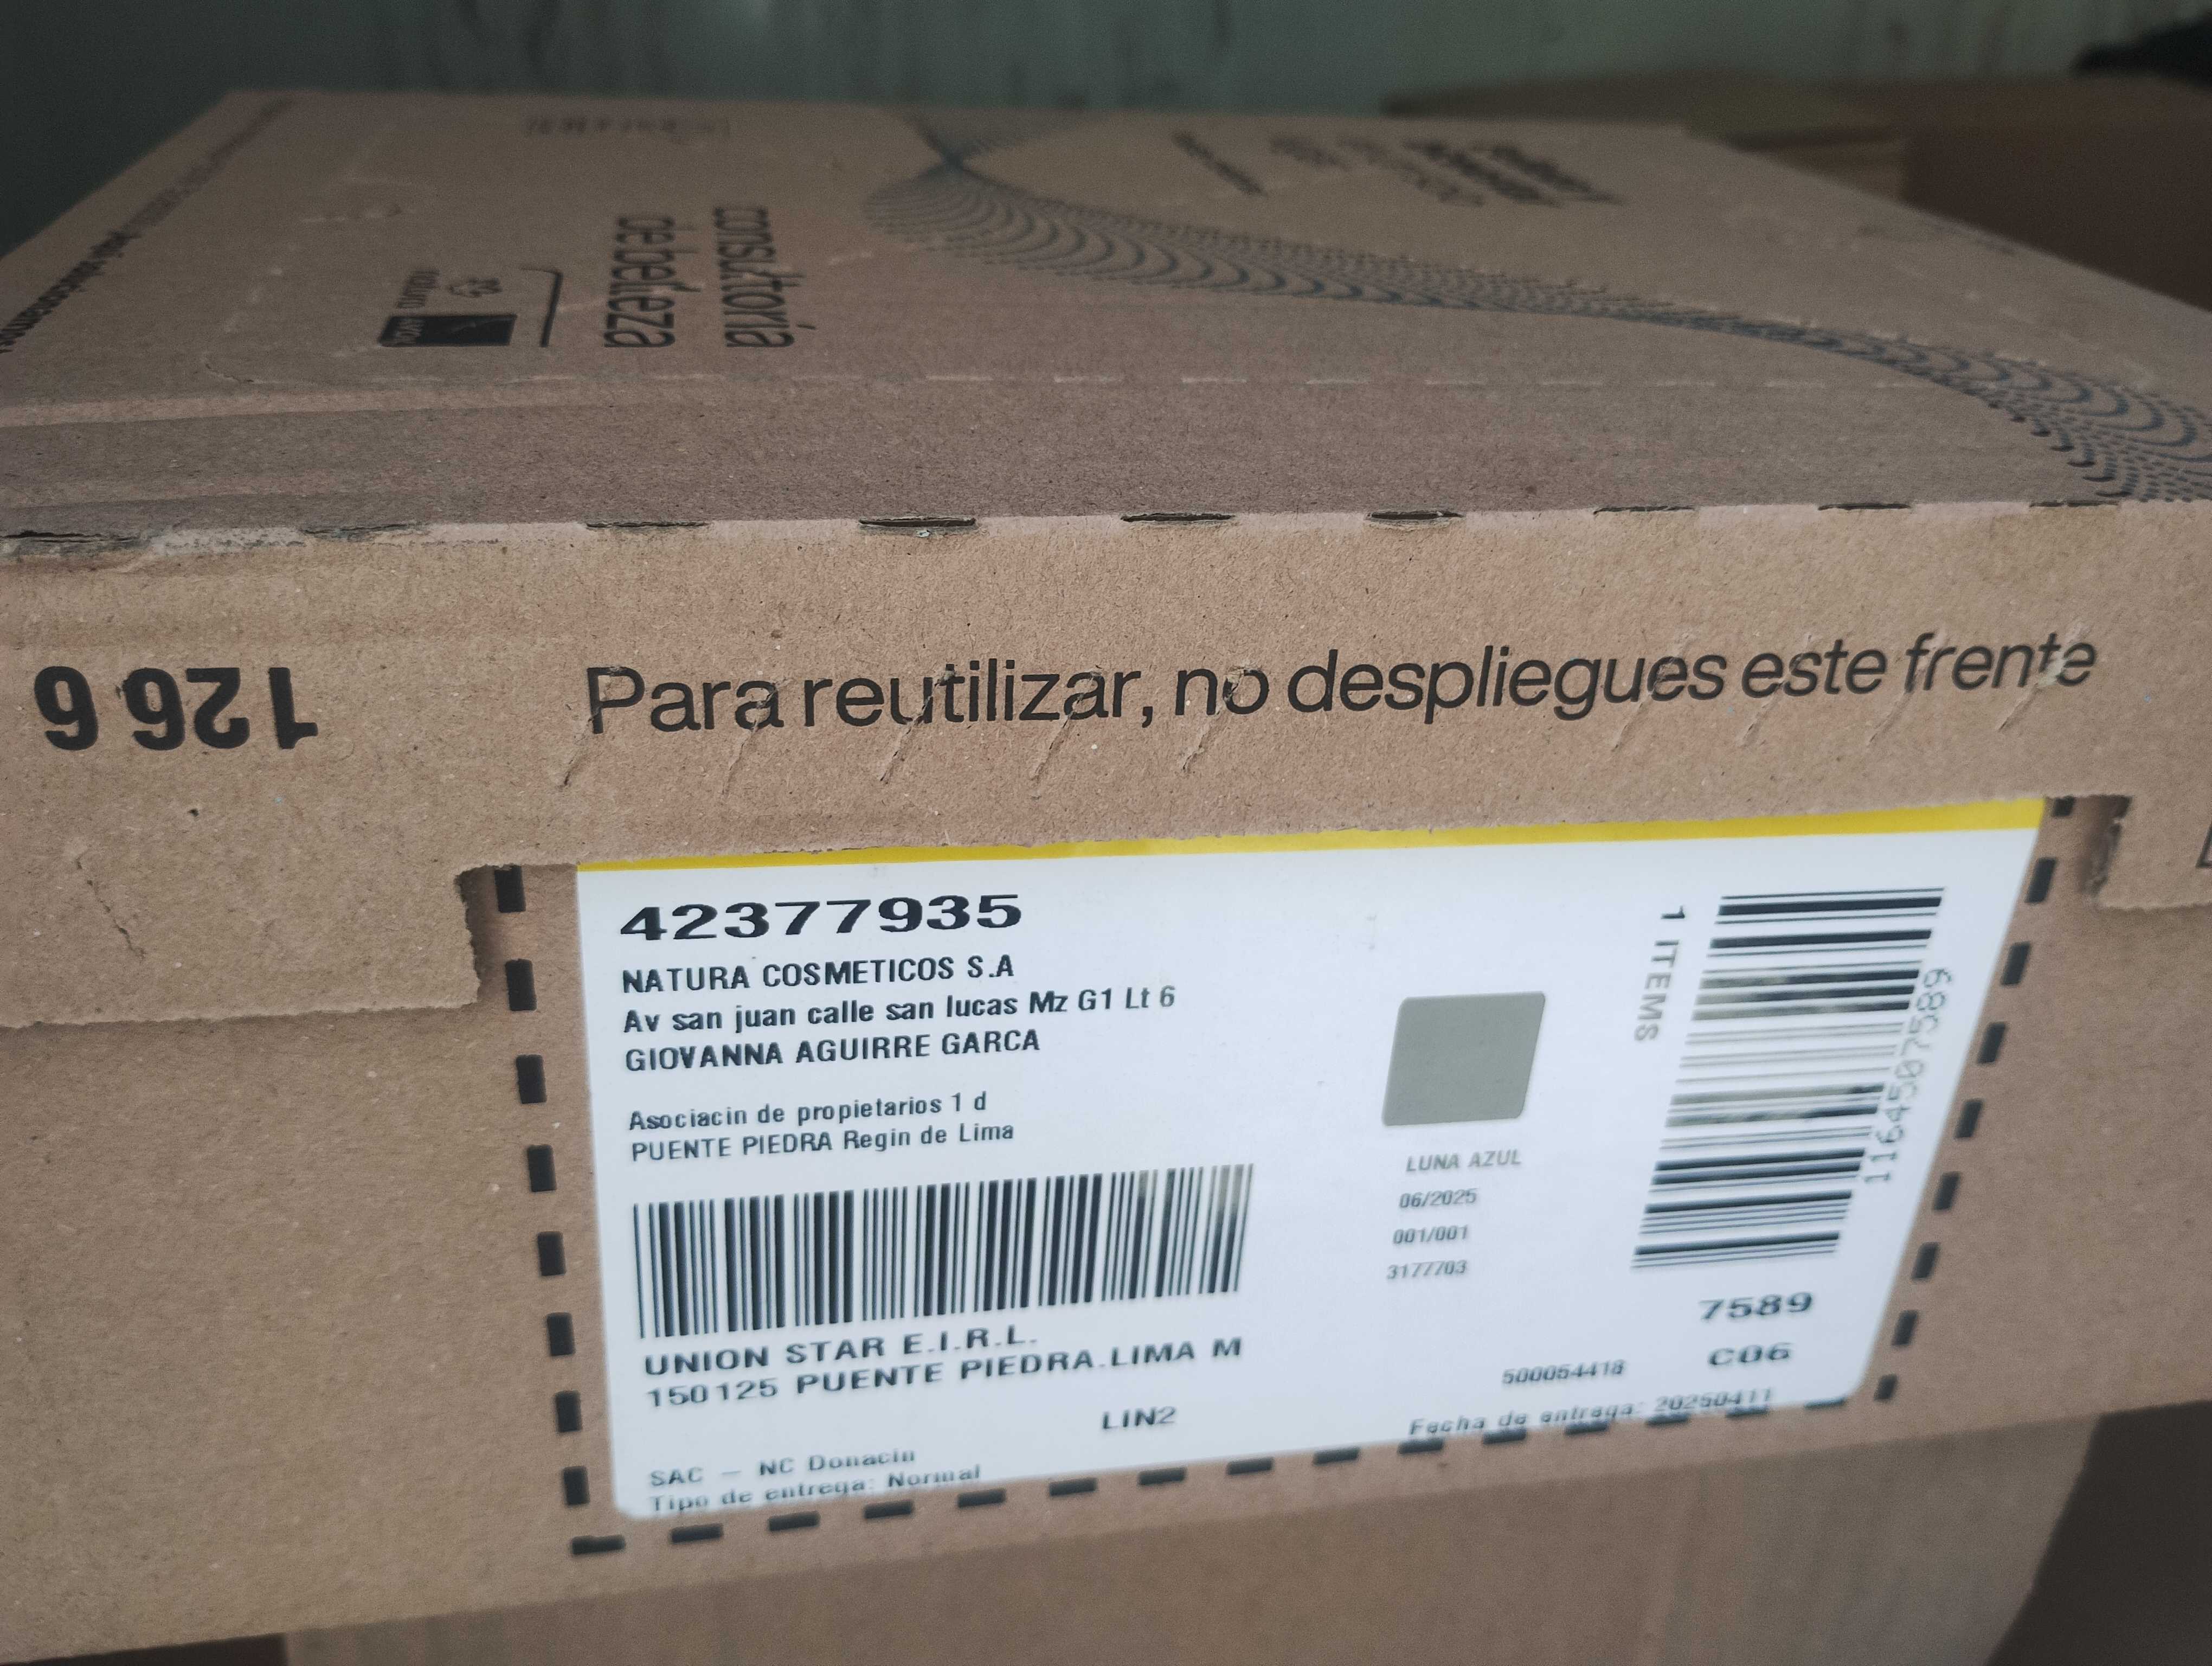 consultoría
de belleza
natura
126 6
Para reutilizar, no despliegues este frente
42377935
NATURA COSMETICOS S.A
Av san juan calle san lucas Mz G1 Lt 6
GIOVANNA AGUIRRE GARCA
Asociacin de propietarios 1 d
PUENTE PIEDRA Regin de Lima
UNION STAR E.I.R.L.
150125 PUENTE PIEDRA.LIMA M
LIN2
SAC - NC Donacin
Tipo de entrega: Normal
LUNA AZUL
06/2025
001/001
3177703
1 ITEMS
1164507589
7589
C06
500054418
Fecha de entrega: 20250411